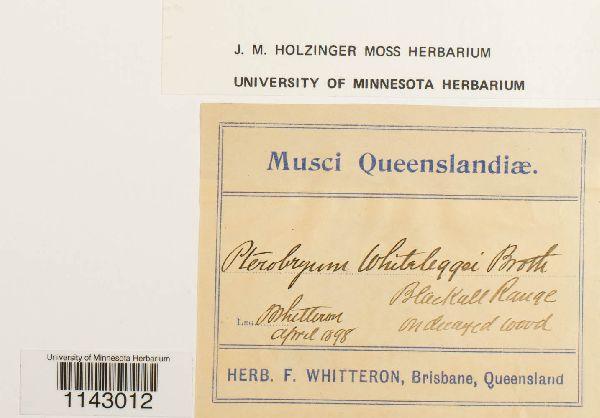 J. M. HOLZINGER MOSS HERBARIUM
UNIVERSITY OF MINNESOTA HERBARIUM
Musci Queenslandiæ.
Pterobryum Whiteleggei Broth
Blackall Range
on decayed wood
Leg. Whitteron
April 1898
HERB. F. WHITTERON, Brisbane, Queensland
University of Minnesota Herbarium
1143012